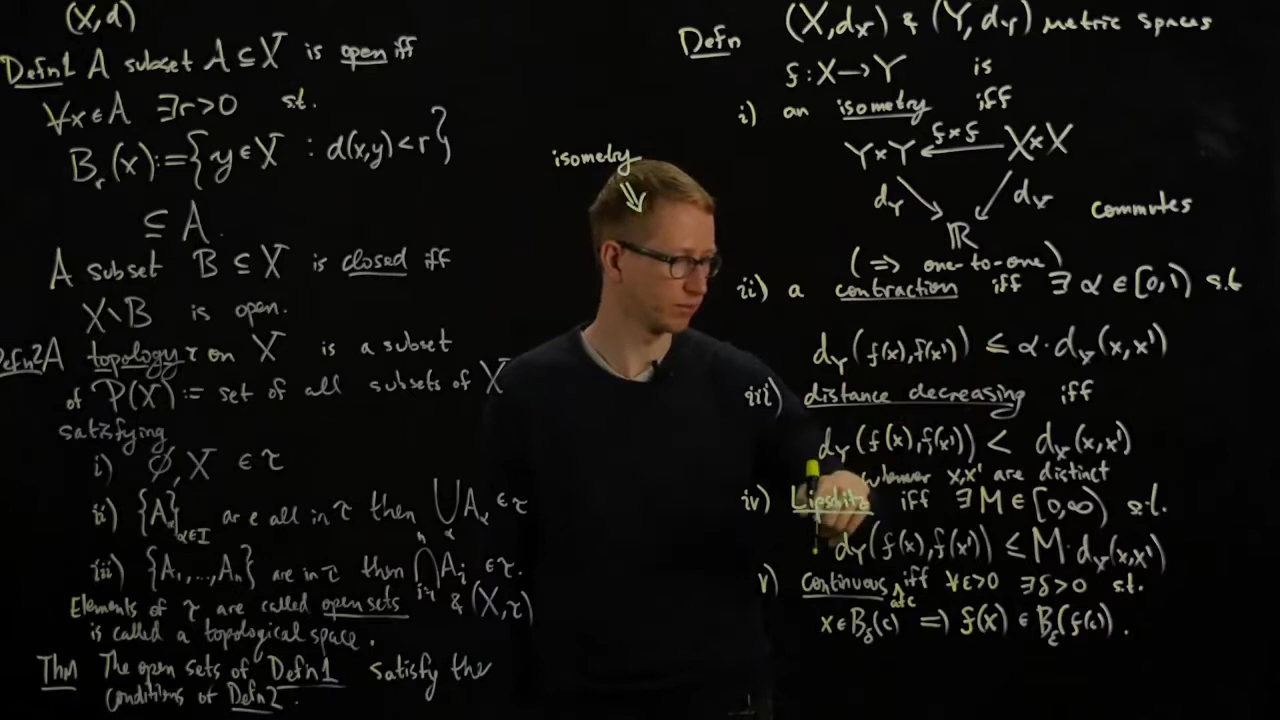 (X,d)
Defn1 A subset A ⊆ X is open iff
∀x∈A ∃r>0 s.t.
B_r(x):={y∈X : d(x,y)<r}
⊆ A.
A subset B ⊆ X is closed iff
X∖B is open.
Defn2 A topology τ on X is a subset
of P(X):= set of all subsets of X
satisfying
i) ∅,X ∈τ
ii) {A_α}_{α∈I} are all in τ then ⋃_α A_α ∈τ
iii) {A_1,...,A_n} are in τ then ⋂_{i=1}^n A_i ∈τ.
Elements of τ are called open sets & (X,τ)
is called a topological space.
Thm The open sets of Defn1 satisfy the
conditions of Defn2.
isometry
⇓
Defn (X,d_X) & (Y,d_Y) metric spaces
f:X→Y is
i) an isometry iff
Y×Y ←f×f X×X
d_Y ↘ ↙ d_X commutes
ℝ
(⇒ one-to-one)
ii) a contraction iff ∃ α∈[0,1) s.t
d_Y(f(x),f(x')) ≤ α·d_X(x,x')
iii) distance decreasing iff
d_Y(f(x),f(x')) < d_X(x,x')
whenever x,x' are distinct
iv) Lipshitz iff ∃ M∈[0,∞) s.t.
d_Y(f(x),f(x')) ≤ M·d_X(x,x')
v) continuous at c iff ∀ε>0 ∃δ>0 s.t.
x∈B_δ(c) ⇒ f(x)∈B_ε(f(c)).